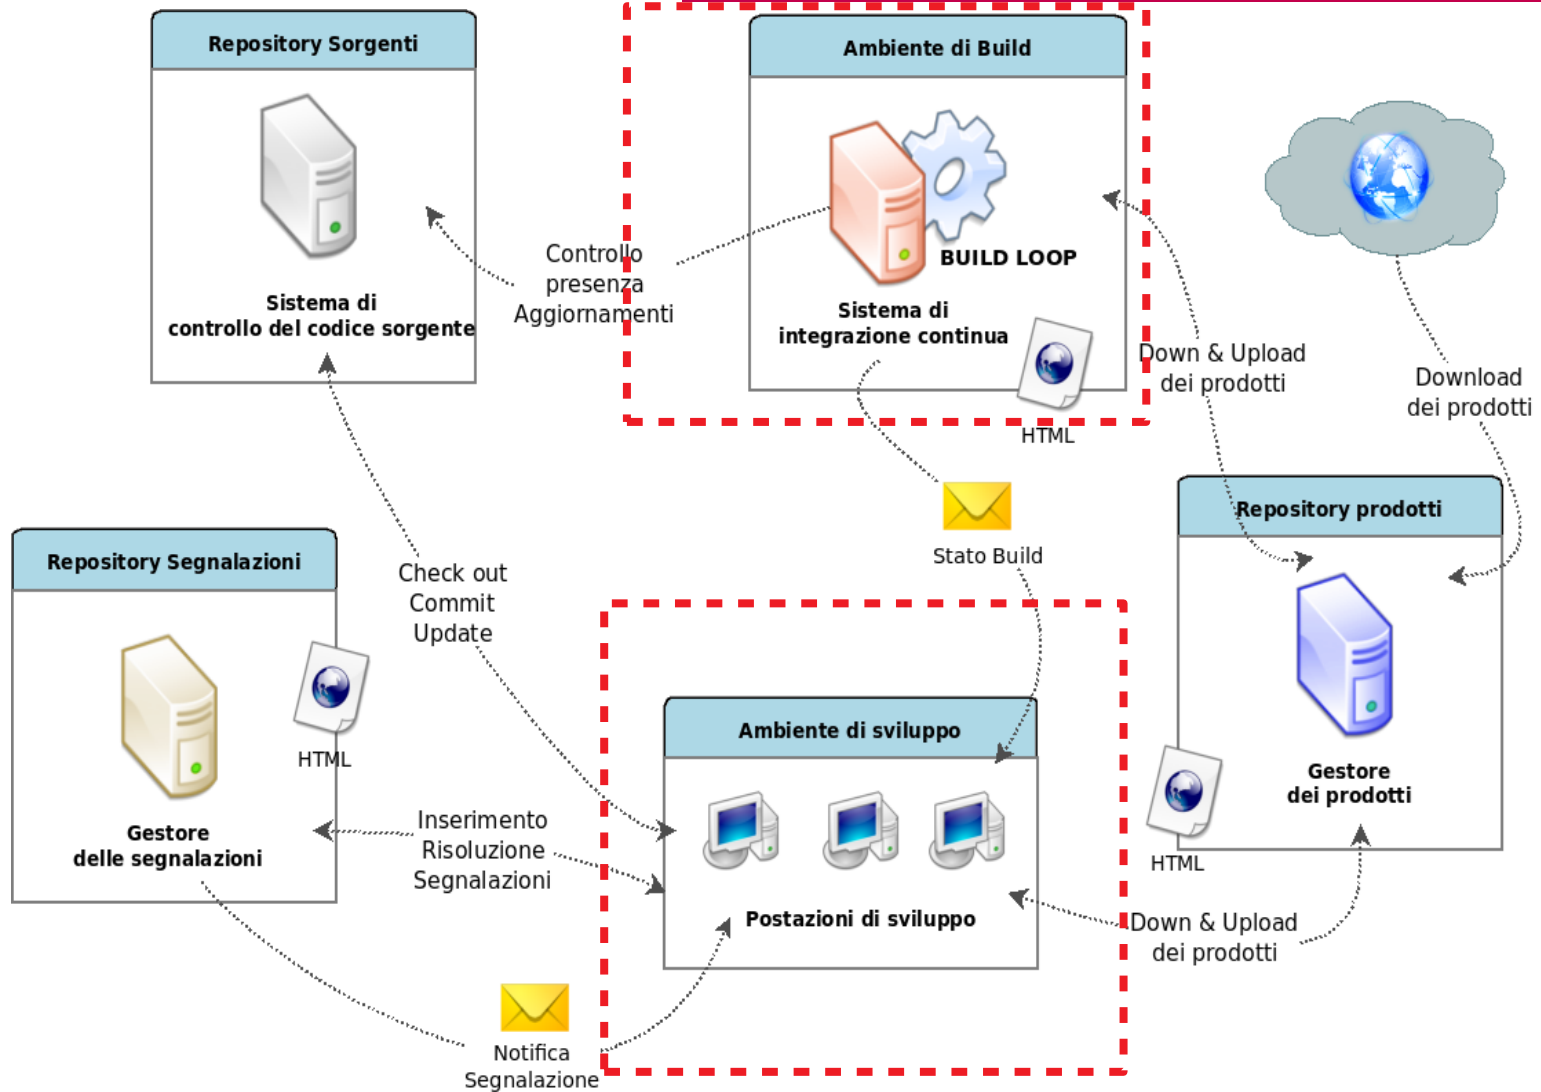 Repository Sorgenti
Sistema di
controllo del codice sorgente
Ambiente di Build
BUILD LOOP
Sistema di
integrazione continua
HTML
Controllo
presenza
Aggiornamenti
Down & Upload
dei prodotti
Download
dei prodotti
Stato Build
Repository prodotti
Gestore
dei prodotti
HTML
Repository Segnalazioni
HTML
Gestore
delle segnalazioni
Check out
Commit
Update
Inserimento
Risoluzione
Segnalazioni
Ambiente di sviluppo
Postazioni di sviluppo
Down & Upload
dei prodotti
Notifica
Segnalazione